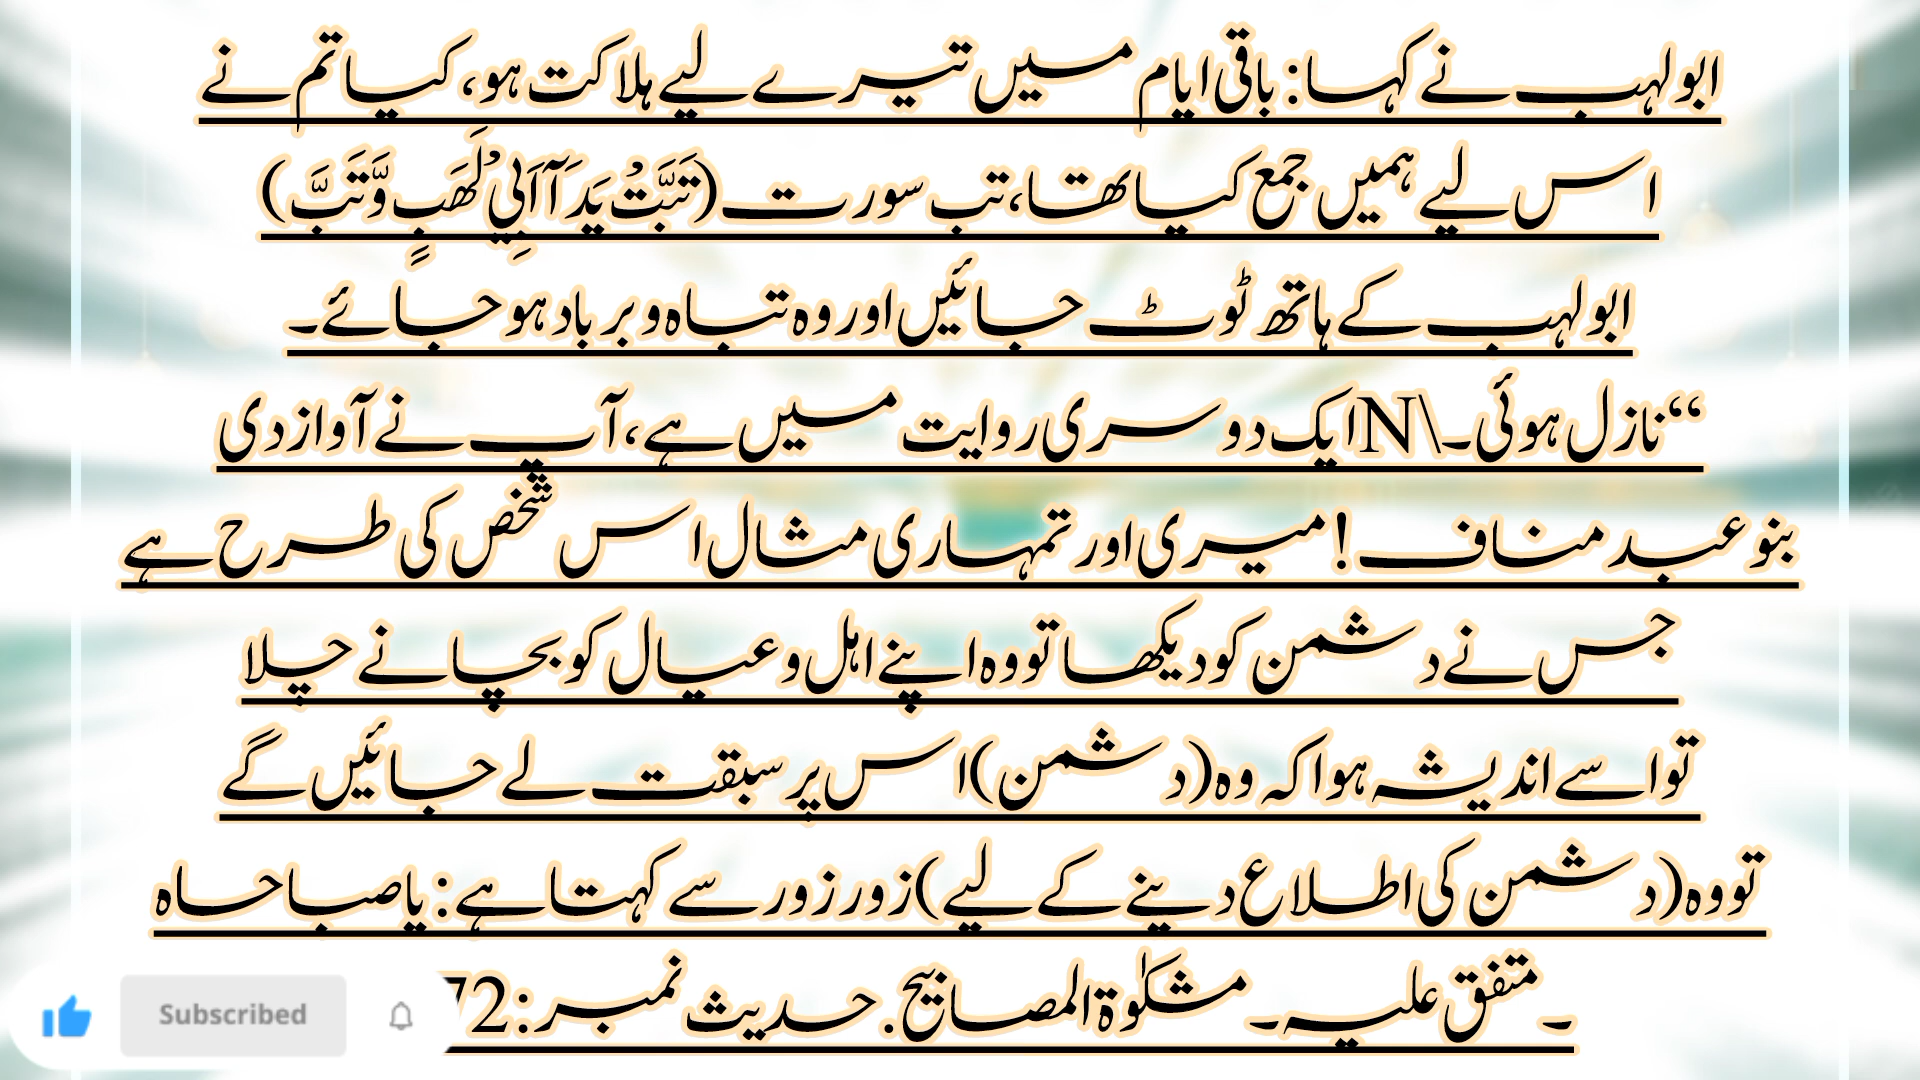 ابولہب نے کہا: باقی ایام میں تیرے لیے ہلاکت ہو، کیا تم نے
اس لیے ہمیں جمع کیا تھا، تب سورت (تَبَّتْ یَدَآ اَبِیْ لَھَبٍ وَّتَبَّ)
ابولہب کے ہاتھ ٹوٹ جائیں اور وہ تباہ و برباد ہو جائے۔
‘‘ نازل ہوئی۔\N ایک دوسری روایت میں ہے، آپ نے آواز دی
بنو عبد مناف! میری اور تمہاری مثال اس شخص کی طرح ہے
جس نے دشمن کو دیکھا تو وہ اپنے اہل و عیال کو بچانے چلا
تو اسے اندیشہ ہوا کہ وہ (دشمن) اس پر سبقت لے جائیں گے
تو وہ (دشمن کی اطلاع دینے کے لیے) زور زور سے کہتا ہے: یا صباحاہ
۔ متفق علیہ۔ مشکوٰۃ المصابیح. حدیث نمبر:
Subscribed